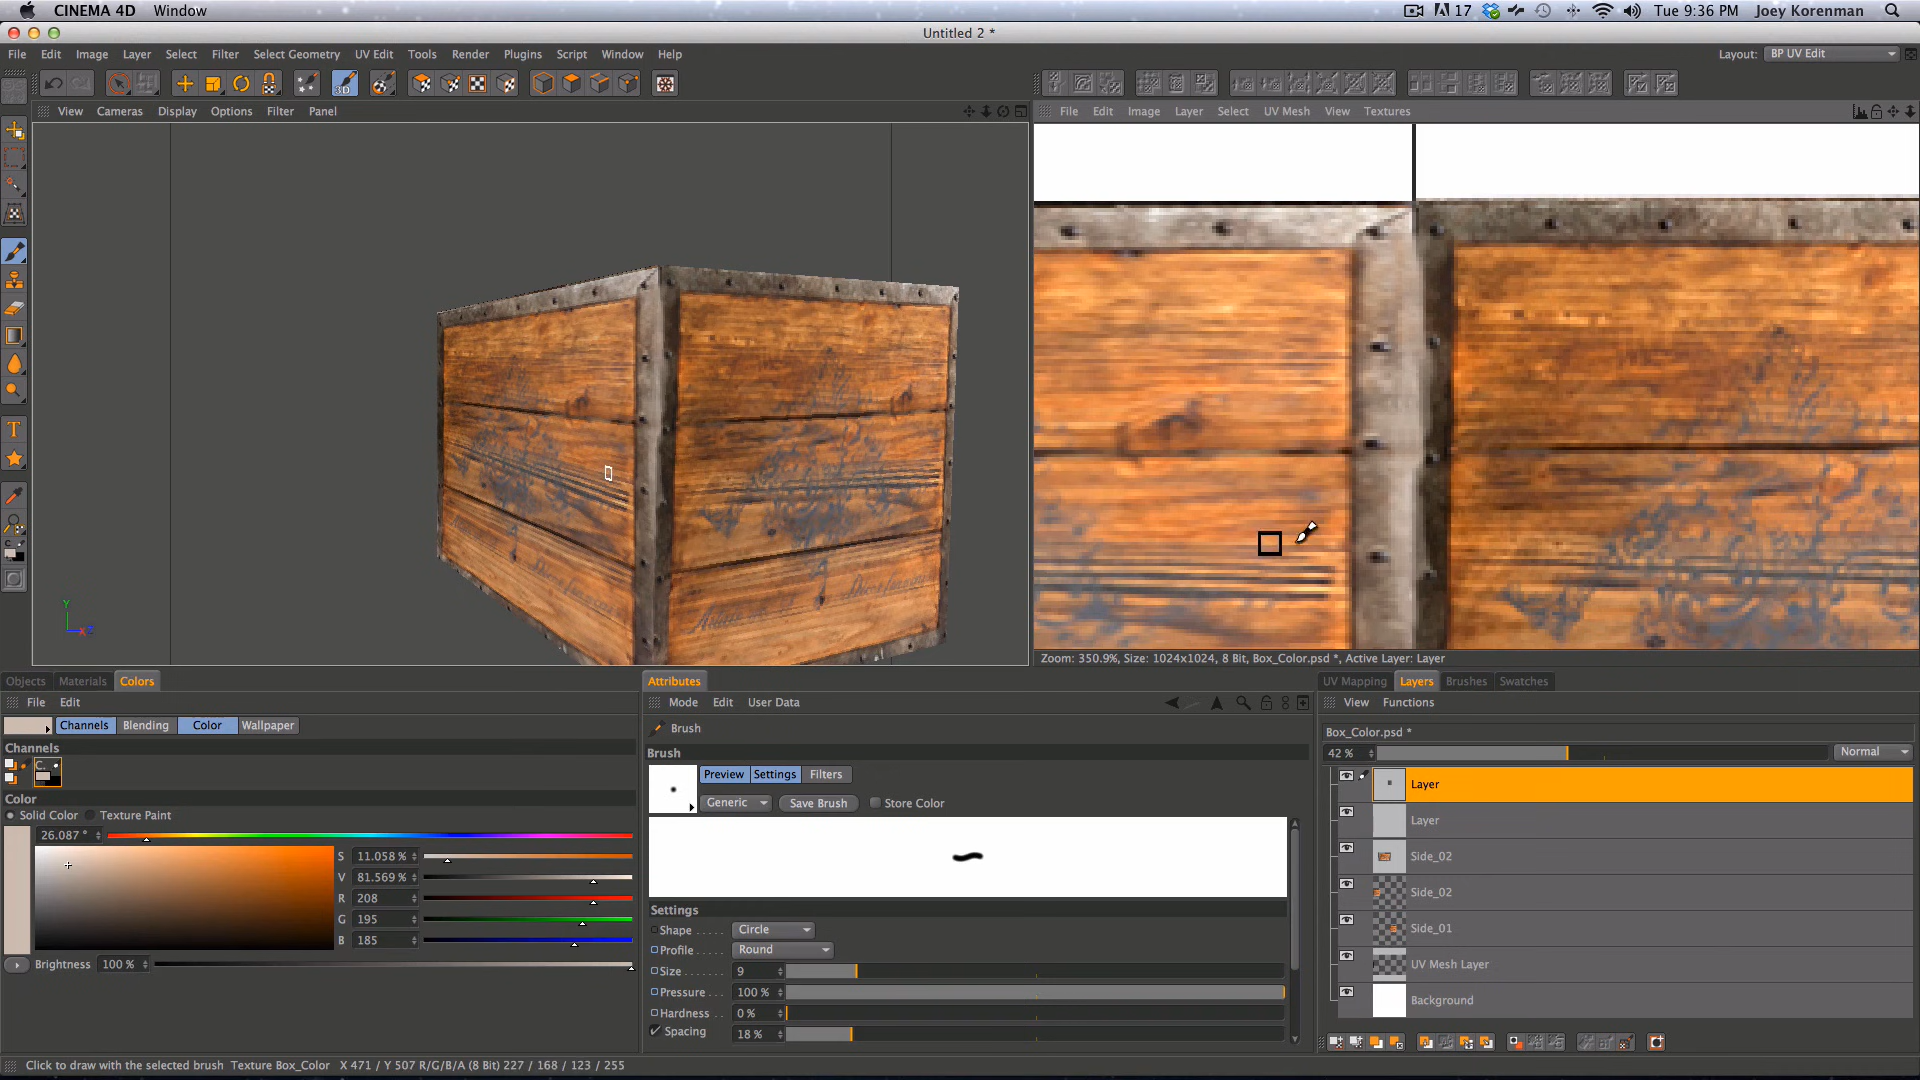 CINEMA 4D Window
17 Tue 9:36 PM Joey Korenman
Untitled 2 *
File Edit Image Layer Select Filter Select Geometry UV Edit Tools Render Plugins Script Window Help
Layout: BP UV Edit
3D
View Cameras Display Options Filter Panel
File Edit Image Layer Select UV Mesh View Textures
Y
X Z
Zoom: 350.9%, Size: 1024x1024, 8 Bit, Box_Color.psd *, Active Layer: Layer
Objects Materials Colors
File Edit
Channels Blending Color Wallpaper
Channels
C.
Color
Solid Color Texture Paint
26.087 °
S 11.058 %
V 81.569 %
R 208
G 195
B 185
Brightness 100 %
Attributes
Mode Edit User Data
Brush
Brush
Preview Settings Filters
Generic Save Brush Store Color
Settings
Shape . . . . . Circle
Profile . . . . Round
Size . . . . . . 9
Pressure . . . 100 %
Hardness . . 0 %
Spacing 18 %
UV Mapping Layers Brushes Swatches
View Functions
Box_Color.psd *
42 % Normal
Layer
Layer
Side_02
Side_02
Side_01
UV Mesh Layer
Background
Click to draw with the selected brush Texture Box_Color X 471 / Y 507 R/G/B/A (8 Bit) 227 / 168 / 123 / 255